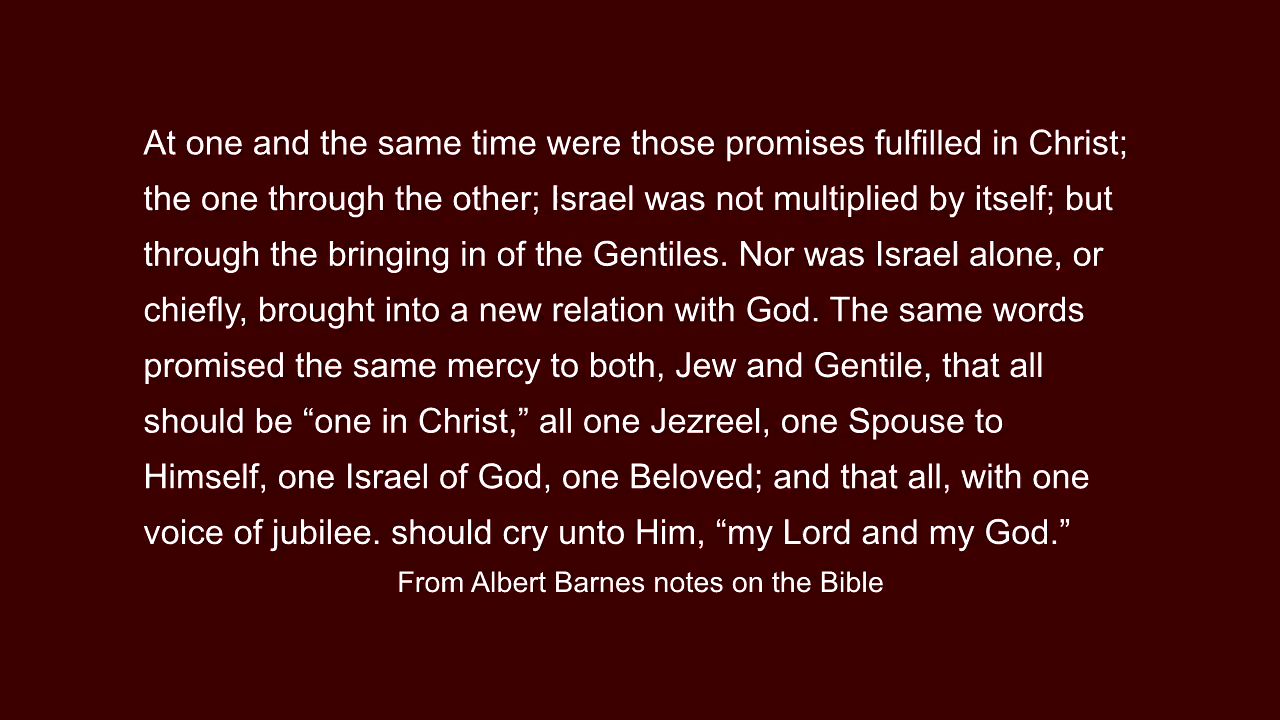 At one and the same time were those promises fulfilled in Christ;
the one through the other; Israel was not multiplied by itself; but
through the bringing in of the Gentiles. Nor was Israel alone, or
chiefly, brought into a new relation with God. The same words
promised the same mercy to both, Jew and Gentile, that all
should be “one in Christ,” all one Jezreel, one Spouse to
Himself, one Israel of God, one Beloved; and that all, with one
voice of jubilee. should cry unto Him, “my Lord and my God.”
From Albert Barnes notes on the Bible